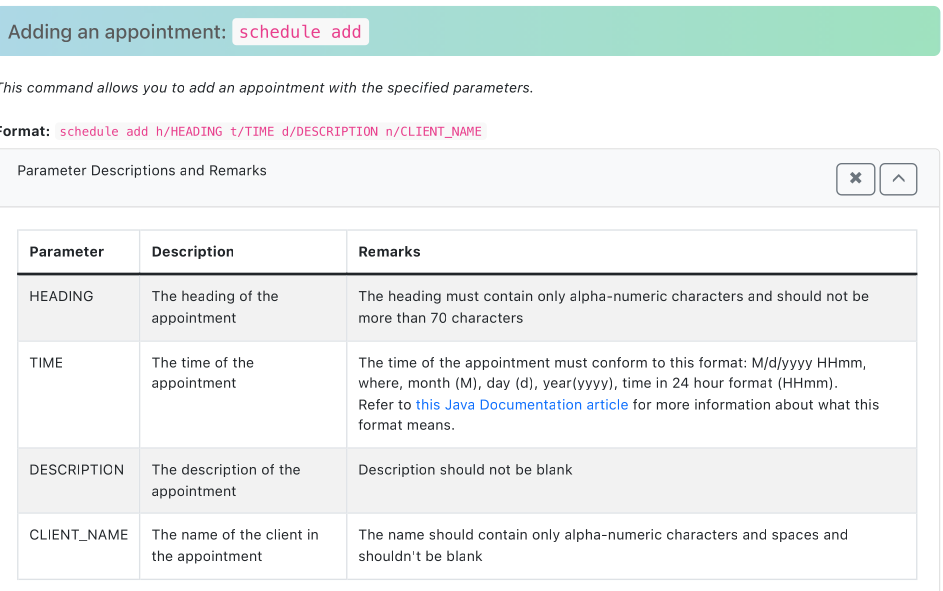 Adding an appointment: schedule add
This command allows you to add an appointment with the specified parameters.
Format: schedule add h/HEADING t/TIME d/DESCRIPTION n/CLIENT_NAME
Parameter Descriptions and Remarks
Parameter Description Remarks
HEADING The heading of the appointment The heading must contain only alpha-numeric characters and should not be
more than 70 characters
TIME The time of the appointment The time of the appointment must conform to this format: M/d/yyyy HHmm,
where, month (M), day (d), year(yyyy), time in 24 hour format (HHmm).
Refer to this Java Documentation article for more information about what this
format means.
DESCRIPTION The description of the appointment Description should not be blank
CLIENT_NAME The name of the client in the appointment The name should contain only alpha-numeric characters and spaces and
shouldn't be blank